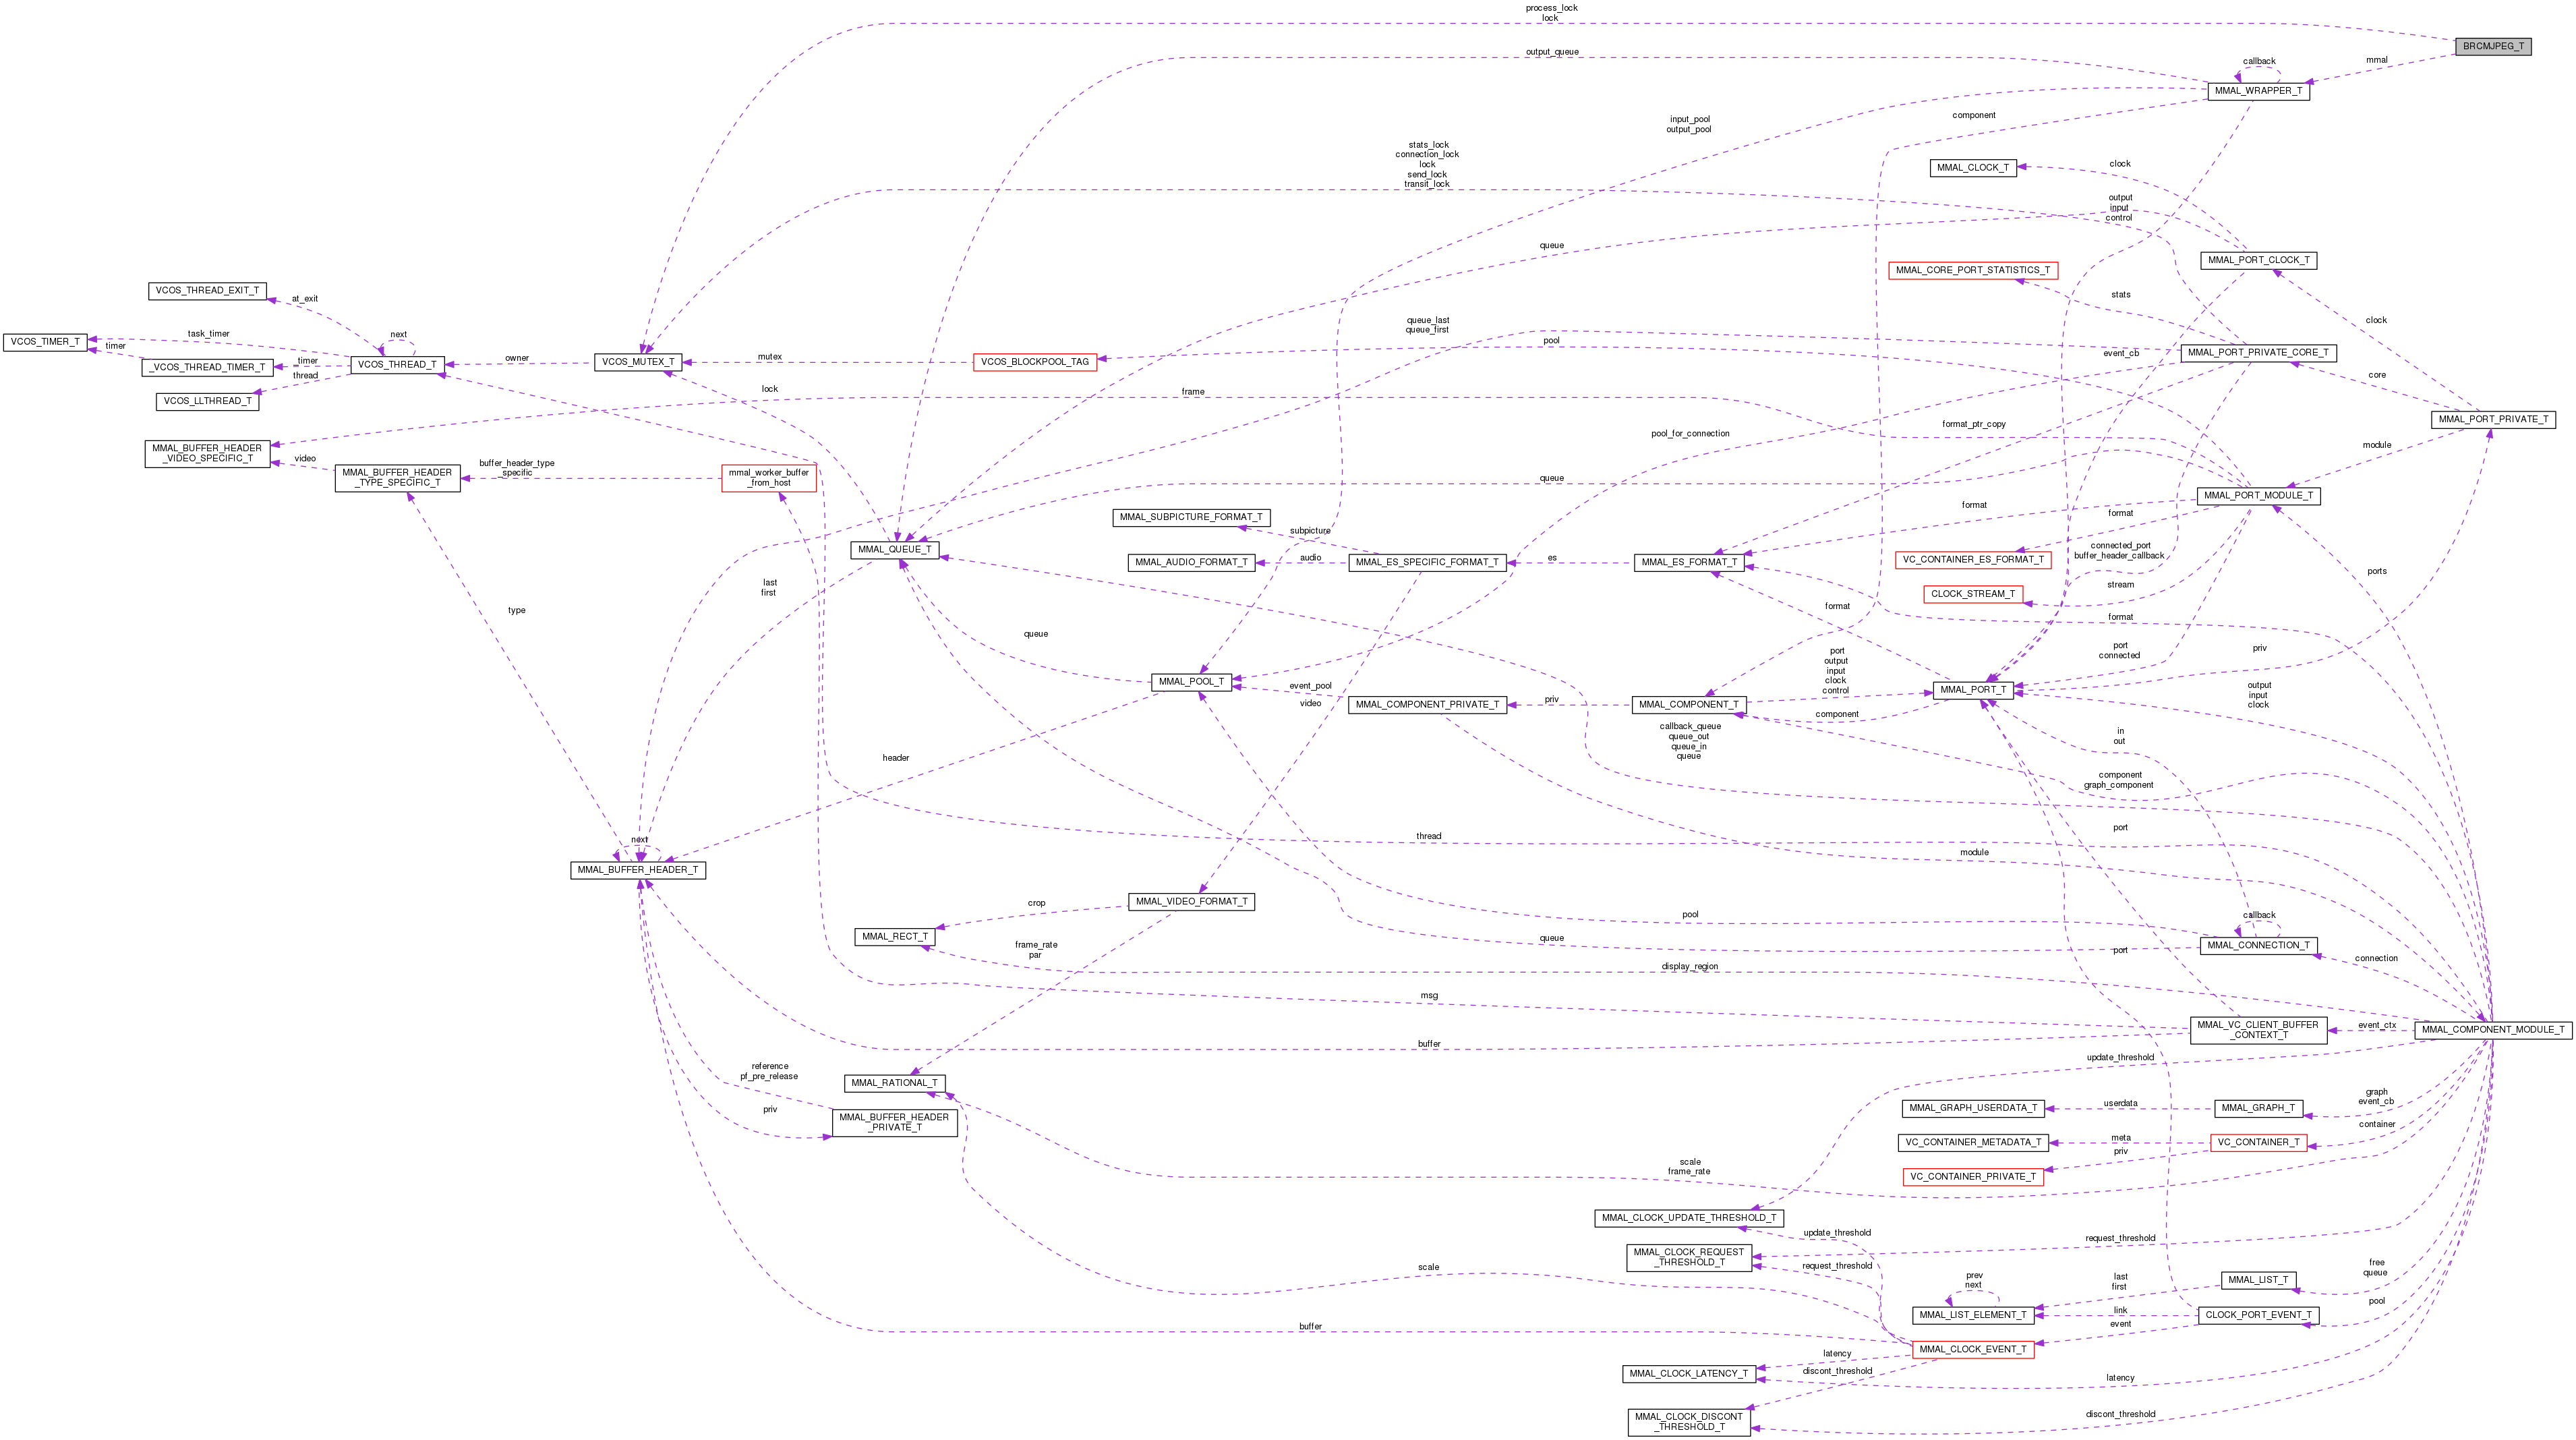 process_lock
lock
BRCMJPEG_T
output_queue
mmal
callback
MMAL_WRAPPER_T
input_pool
output_pool
component
stats_lock
connection_lock
lock
send_lock
transit_lock
clock
MMAL_CLOCK_T
output
input
control
queue
MMAL_PORT_CLOCK_T
MMAL_CORE_PORT_STATISTICS_T
VCOS_THREAD_EXIT_T
at_exit
stats
clock
queue_last
queue_first
task_timer
next
VCOS_TIMER_T
timer
pool
event_cb
MMAL_PORT_PRIVATE_CORE_T
mutex
owner
VCOS_MUTEX_T
VCOS_BLOCKPOOL_TAG
timer
VCOS_THREAD_T
_VCOS_THREAD_TIMER_T
thread
core
lock
frame
VCOS_LLTHREAD_T
MMAL_PORT_PRIVATE_T
format_ptr_copy
pool_for_connection
module
MMAL_BUFFER_HEADER
_VIDEO_SPECIFIC_T
video
buffer_header_type
_specific
mmal_worker_buffer
_from_host
MMAL_BUFFER_HEADER
_TYPE_SPECIFIC_T
queue
MMAL_PORT_MODULE_T
format
format
MMAL_SUBPICTURE_FORMAT_T
subpicture
connected_port
buffer_header_callback
MMAL_QUEUE_T
audio
MMAL_AUDIO_FORMAT_T
MMAL_ES_SPECIFIC_FORMAT_T
es
MMAL_ES_FORMAT_T
VC_CONTAINER_ES_FORMAT_T
ports
last
first
stream
CLOCK_STREAM_T
type
format
format
queue
port
output
input
clock
control
port
connected
priv
MMAL_POOL_T
event_pool
video
MMAL_COMPONENT_PRIVATE_T
priv
MMAL_COMPONENT_T
MMAL_PORT_T
output
input
clock
component
callback_queue
queue_out
queue_in
queue
in
out
header
component
graph_component
port
thread
next
module
MMAL_BUFFER_HEADER_T
MMAL_VIDEO_FORMAT_T
crop
pool
callback
MMAL_RECT_T
frame_rate
par
queue
MMAL_CONNECTION_T
port
connection
display_region
msg
MMAL_VC_CLIENT_BUFFER
_CONTEXT_T
event_ctx
MMAL_COMPONENT_MODULE_T
buffer
update_threshold
reference
pf_pre_release
MMAL_RATIONAL_T
graph
event_cb
MMAL_GRAPH_USERDATA_T
userdata
MMAL_GRAPH_T
priv
MMAL_BUFFER_HEADER
_PRIVATE_T
container
VC_CONTAINER_METADATA_T
meta
VC_CONTAINER_T
priv
scale
frame_rate
VC_CONTAINER_PRIVATE_T
MMAL_CLOCK_UPDATE_THRESHOLD_T
update_threshold
request_threshold
MMAL_CLOCK_REQUEST
_THRESHOLD_T
request_threshold
scale
free
queue
prev
next
last
first
MMAL_LIST_T
pool
link
MMAL_LIST_ELEMENT_T
CLOCK_PORT_EVENT_T
buffer
event
MMAL_CLOCK_EVENT_T
latency
MMAL_CLOCK_LATENCY_T
discont_threshold
latency
MMAL_CLOCK_DISCONT
_THRESHOLD_T
discont_threshold